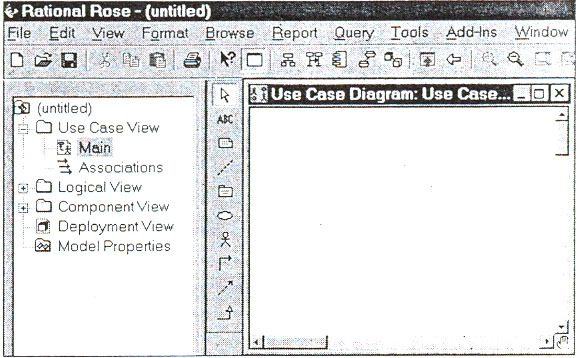 Rational Rose - (untitled)
File Edit View Format Browse Report Query Tools Add-Ins Window
(untitled)
Use Case View
Main
Associations
Logical View
Component View
Deployment View
Model Properties
ABC
Use Case Diagram: Use Case...